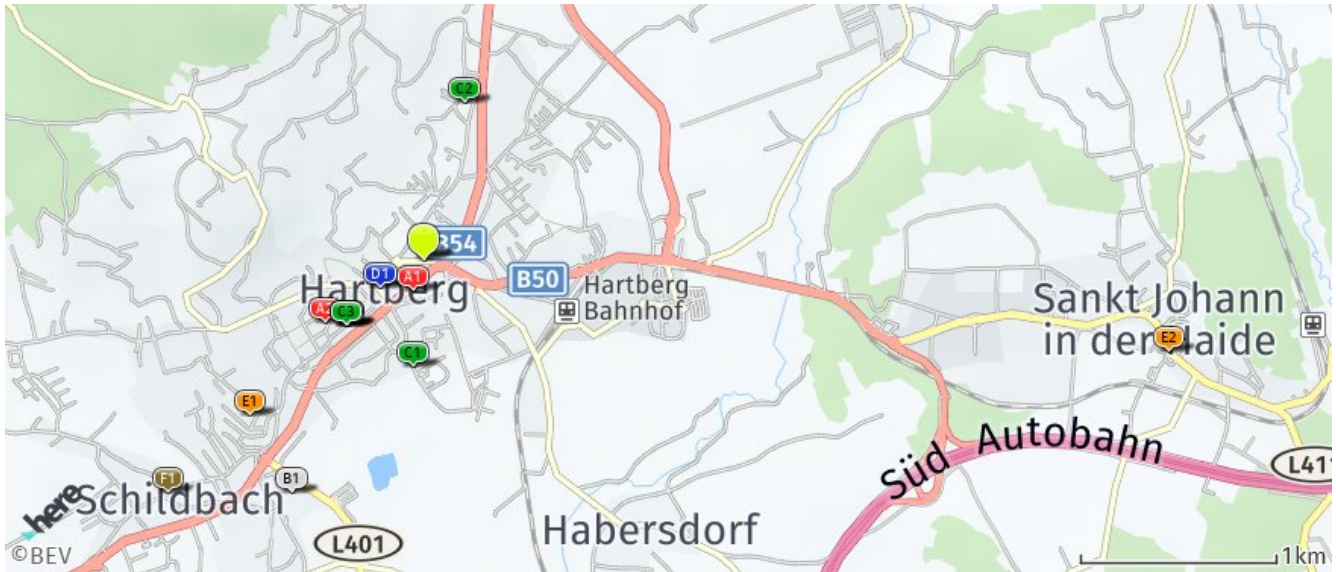 C2
B54
D1
A1
Hartberg
B50
Hartberg
Bahnhof
A2
C3
C1
Sankt Johann
in der Haide
E2
E1
Süd Autobahn
F1
B1
Schildbach
L411
here
Habersdorf
L401
©BEV
1km